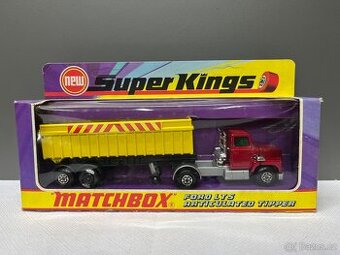 new
Super Kings
MATCHBOX
FORD LTS
ARTICULATED TIPPER